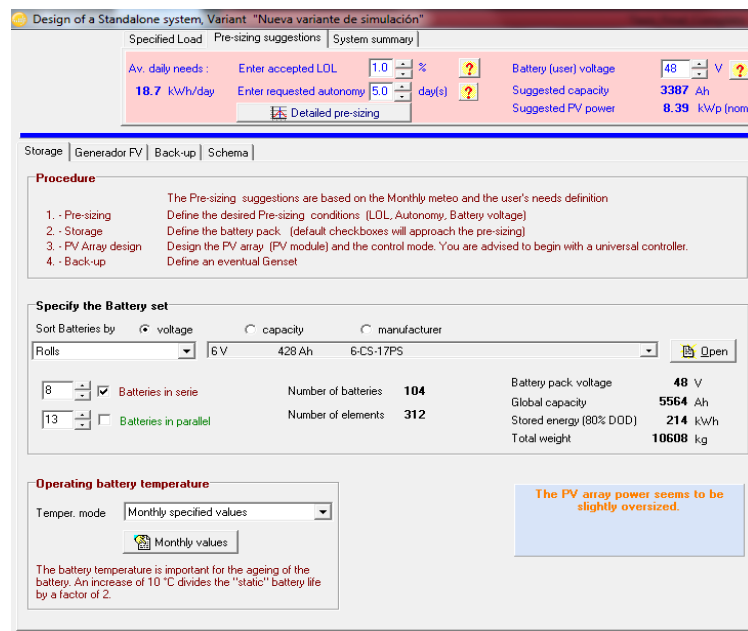 Design of a Standalone system, Variant "Nueva variante de simulación"
Specified Load Pre-sizing suggestions System summary
Av. daily needs : Enter accepted LOL 1.0 % ? Battery (user) voltage 48 V ?
18.7 kWh/day Enter requested autonomy 5.0 day(s) ? Suggested capacity 3387 Ah
Detailed pre-sizing Suggested PV power 8.39 kWp (nom
Storage Generador FV Back-up Schema
Procedure
The Pre-sizing suggestions are based on the Monthly meteo and the user's needs definition
1. - Pre-sizing Define the desired Pre-sizing conditions (LOL, Autonomy, Battery voltage)
2. - Storage Define the battery pack (default checkboxes will approach the pre-sizing)
3. - PV Array design Design the PV array (PV module) and the control mode. You are advised to begin with a universal controller.
4. - Back-up Define an eventual Genset
Specify the Battery set
Sort Batteries by voltage capacity manufacturer
Rolls 6 V 428 Ah 6-CS-17PS Open
8 Batteries in serie Number of batteries 104 Battery pack voltage 48 V
Global capacity 5564 Ah
13 Batteries in parallel Number of elements 312 Stored energy (80% DOD) 214 kWh
Total weight 10608 kg
Operating battery temperature
Temper. mode Monthly specified values
Monthly values
The battery temperature is important for the ageing of the
battery. An increase of 10 °C divides the "static" battery life
by a factor of 2.
The PV array power seems to be
slightly oversized.